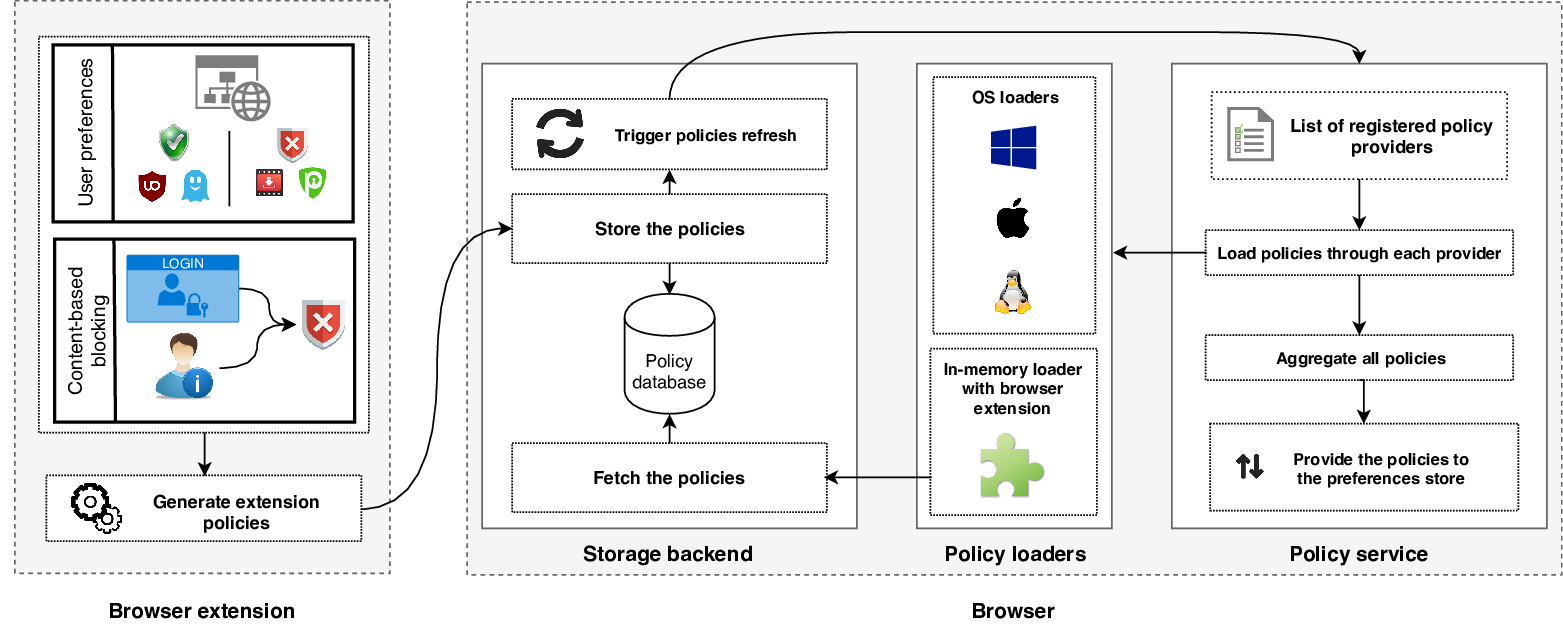 User preferences
Content-based
blocking
LOGIN
Generate extension
policies
Browser extension
Trigger policies refresh
Store the policies
Policy
database
Fetch the policies
Storage backend
OS loaders
In-memory loader
with browser
extension
Policy loaders
List of registered policy
providers
Load policies through each provider
Aggregate all policies
Provide the policies to
the preferences store
Policy service
Browser